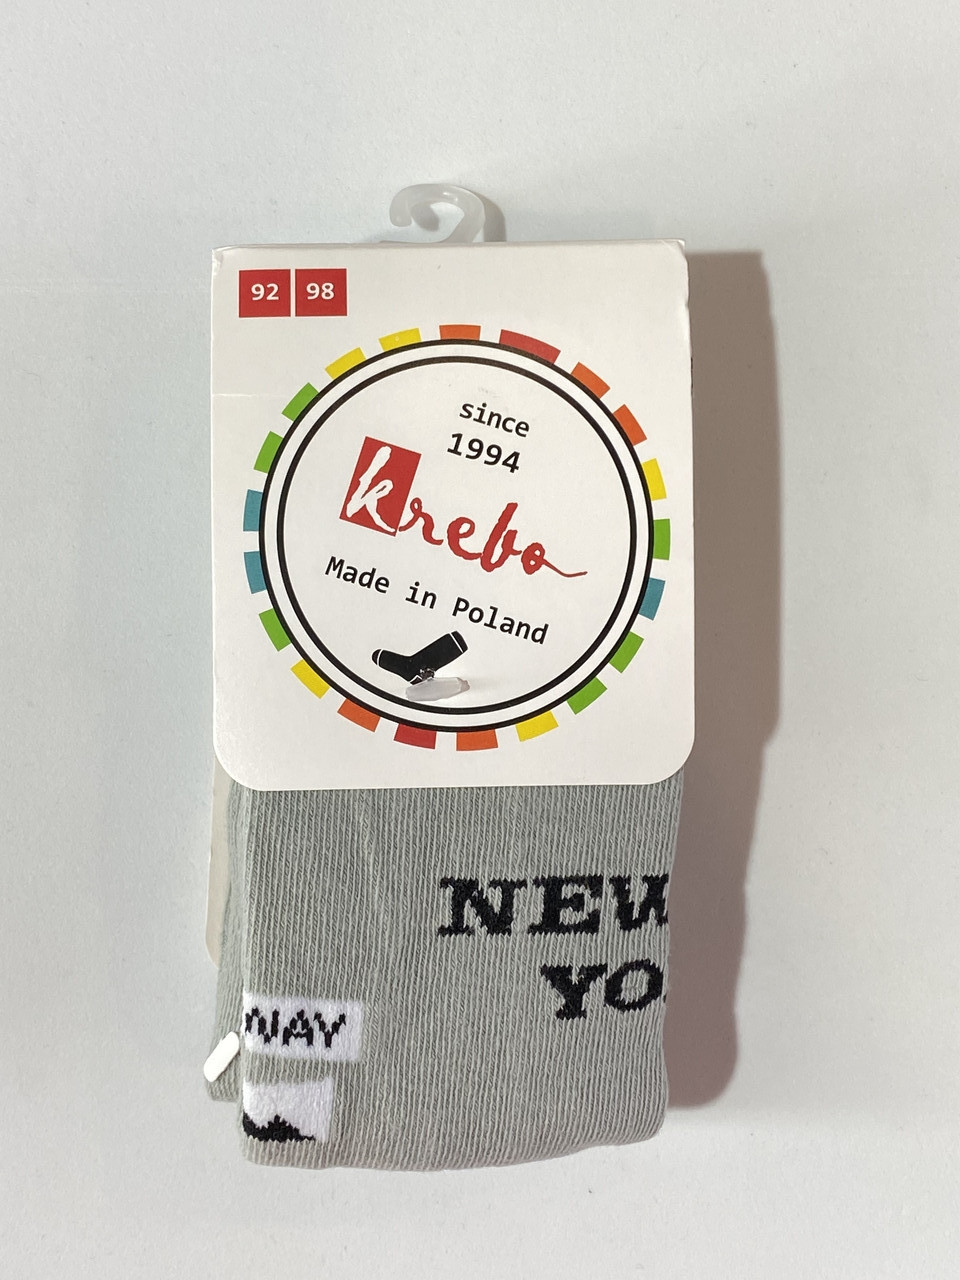 92 98
since
1994
krebo
Made in Poland
NEW
YO
WAY